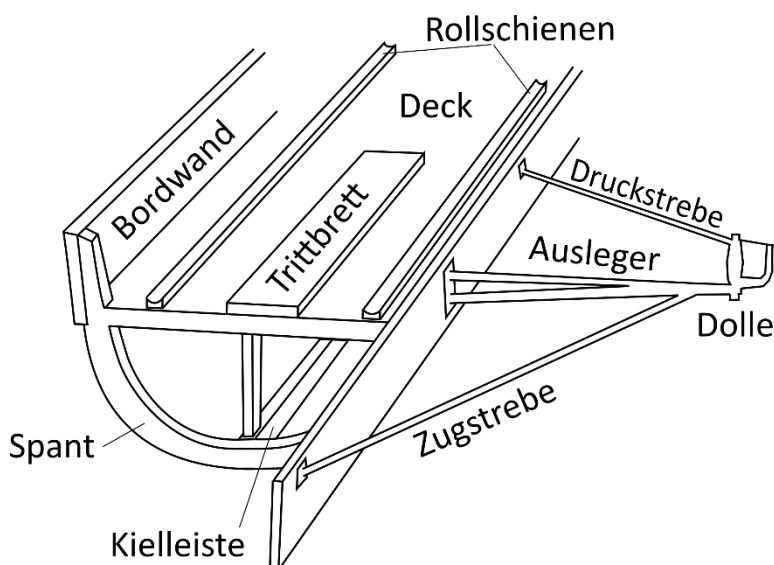 Rollschienen
Deck
Bordwand
Trittbrett
Druckstrebe
Ausleger
Dolle
Zugstrebe
Spant
Kielleiste